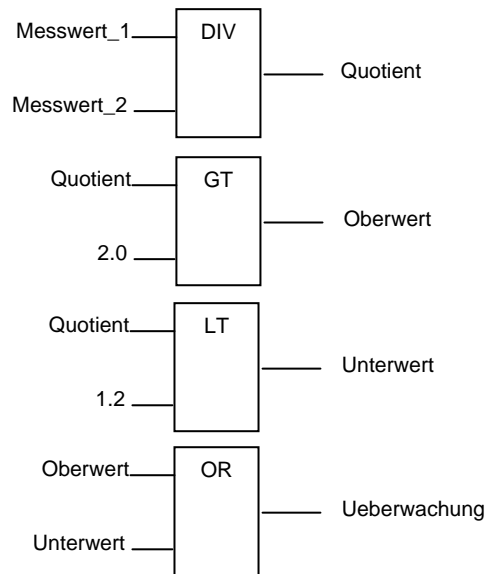 Messwert_1
DIV
Quotient
Messwert_2
Quotient
GT
Oberwert
2.0
Quotient
LT
Unterwert
1.2
Oberwert
OR
Ueberwachung
Unterwert